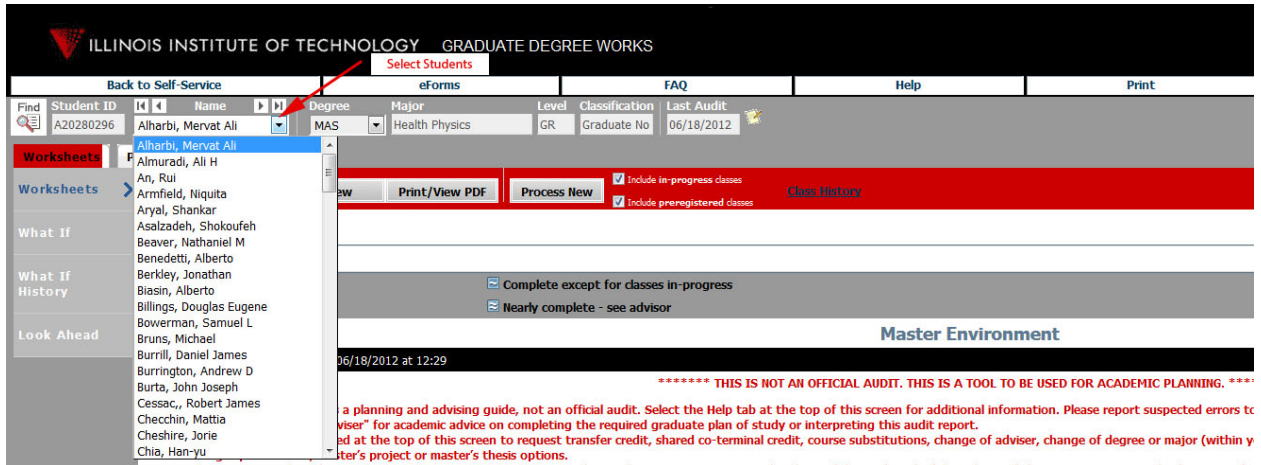 ILLINOIS INSTITUTE OF TECHNOLOGY GRADUATE DEGREE WORKS
Select Students
Back to Self-Service eForms FAQ Help Print
Find Student ID Name Degree Major Level Classification Last Audit
A20280296 Alharbi, Mervat Ali MAS Health Physics GR Graduate No 06/18/2012
Alharbi, Mervat Ali
Almuradi, Ali H
An, Rui
Armfield, Niquita
Aryal, Shankar
Asalzadeh, Shokoufeh
Beaver, Nathaniel M
Benedetti, Alberto
Berkley, Jonathan
Biasin, Alberto
Billings, Douglas Eugene
Bowerman, Samuel L
Bruns, Michael
Burrill, Daniel James
Burrington, Andrew D
Burta, John Joseph
Cessac,, Robert James
Checchin, Mattia
Cheshire, Jorie
Chia, Han-yu
Worksheets P
Worksheets
What If
What If
History
Look Ahead
ew Print/View PDF Process New
Include in-progress classes
Include preregistered classes
Class History
Complete except for classes in-progress
Nearly complete - see advisor
Master Environment
06/18/2012 at 12:29
******* THIS IS NOT AN OFFICIAL AUDIT. THIS IS A TOOL TO BE USED FOR ACADEMIC PLANNING. ****
a planning and advising guide, not an official audit. Select the Help tab at the top of this screen for additional information. Please report suspected errors to
viser" for academic advice on completing the required graduate plan of study or interpreting this audit report.
ed at the top of this screen to request transfer credit, shared co-terminal credit, course substitutions, change of adviser, change of degree or major (within y
ster's project or master's thesis options.